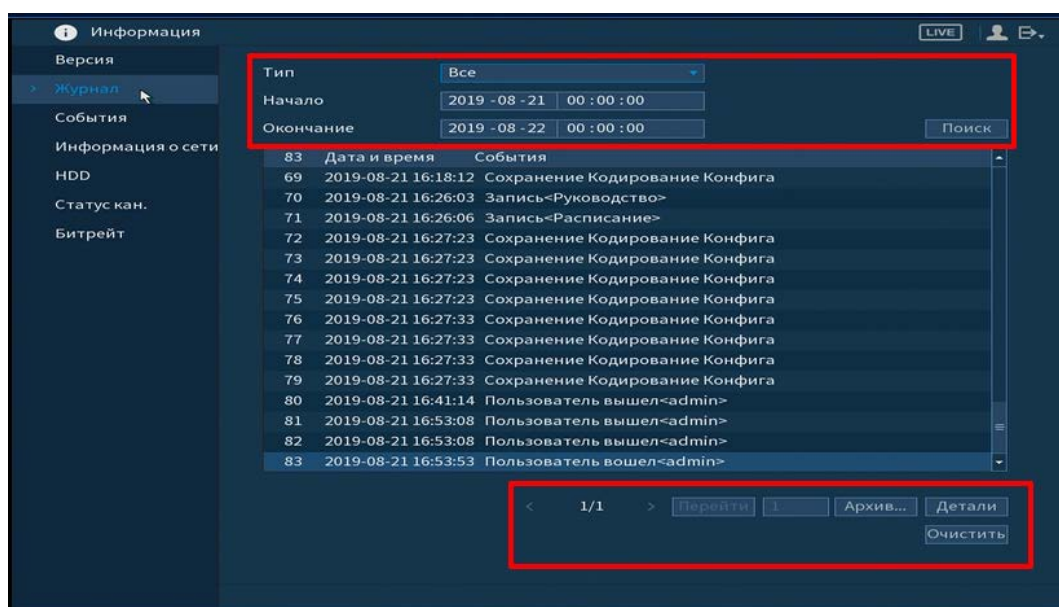 Информация LIVE
Версия
Журнал
События
Информация о сети
HDD
Статус кан.
Битрейт
Тип Все
Начало 2019 -08 -21 00 :00 :00
Окончание 2019 -08 -22 00 :00 :00 Поиск
83 Дата и время События
69 2019-08-21 16:18:12 Сохранение Кодирование Конфига
70 2019-08-21 16:26:03 Запись<Руководство>
71 2019-08-21 16:26:06 Запись<Расписание>
72 2019-08-21 16:27:23 Сохранение Кодирование Конфига
73 2019-08-21 16:27:23 Сохранение Кодирование Конфига
74 2019-08-21 16:27:23 Сохранение Кодирование Конфига
75 2019-08-21 16:27:23 Сохранение Кодирование Конфига
76 2019-08-21 16:27:33 Сохранение Кодирование Конфига
77 2019-08-21 16:27:33 Сохранение Кодирование Конфига
78 2019-08-21 16:27:33 Сохранение Кодирование Конфига
79 2019-08-21 16:27:33 Сохранение Кодирование Конфига
80 2019-08-21 16:41:14 Пользователь вышел<admin>
81 2019-08-21 16:53:08 Пользователь вышел<admin>
82 2019-08-21 16:53:08 Пользователь вышел<admin>
83 2019-08-21 16:53:53 Пользователь вошел<admin>
< 1/1 > Перейти 1 Архив... Детали
Очистить